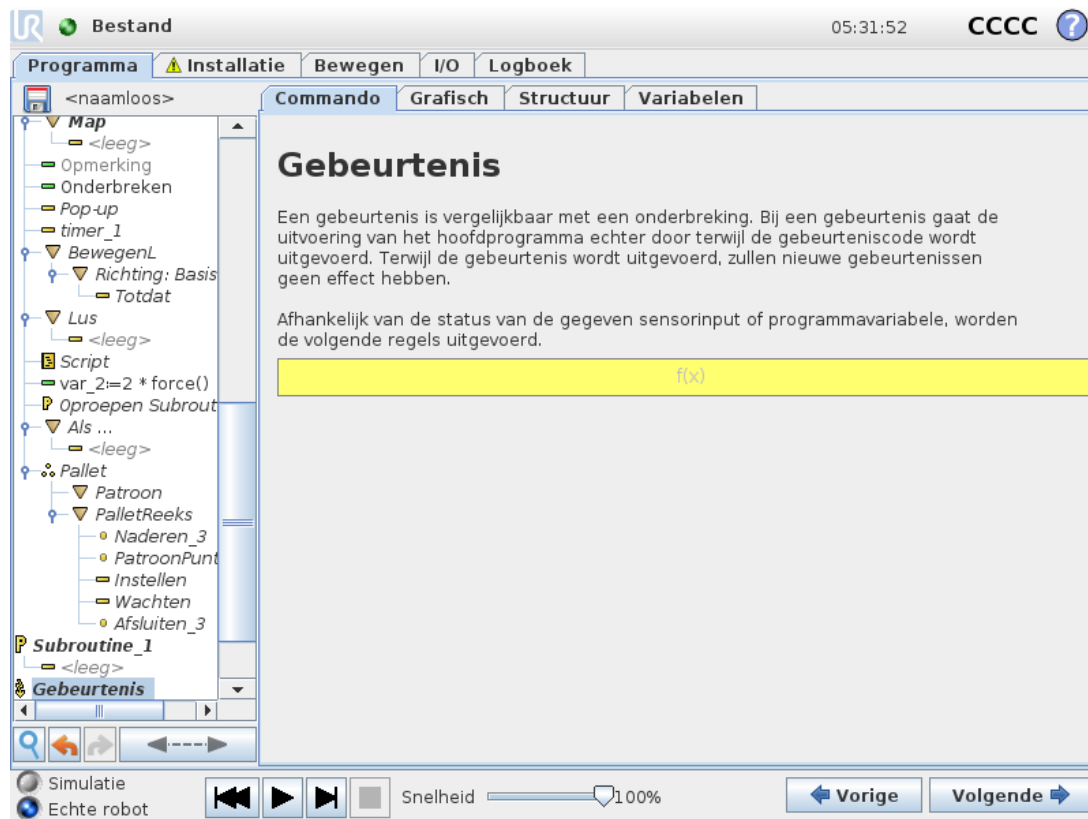 UR Bestand 05:31:52 CCCC ?
Programma Installatie Bewegen I/O Logboek
<naamloos>
Commando Grafisch Structuur Variabelen
Map
<leeg>
Opmerking
Onderbreken
Pop-up
timer_1
BewegenL
Richting: Basis
Totdat
Lus
<leeg>
Script
var_2:=2 * force()
Oproepen Subrout
Als ...
<leeg>
Pallet
Patroon
PalletReeks
Naderen_3
PatroonPunt
Instellen
Wachten
Afsluiten_3
P Subroutine_1
<leeg>
Gebeurtenis
Gebeurtenis
Een gebeurtenis is vergelijkbaar met een onderbreking. Bij een gebeurtenis gaat de
uitvoering van het hoofdprogramma echter door terwijl de gebeurteniscode wordt
uitgevoerd. Terwijl de gebeurtenis wordt uitgevoerd, zullen nieuwe gebeurtenissen
geen effect hebben.
Afhankelijk van de status van de gegeven sensorinput of programmavariabele, worden
de volgende regels uitgevoerd.
f(x)
Simulatie
Echte robot
Snelheid 100%
Vorige Volgende